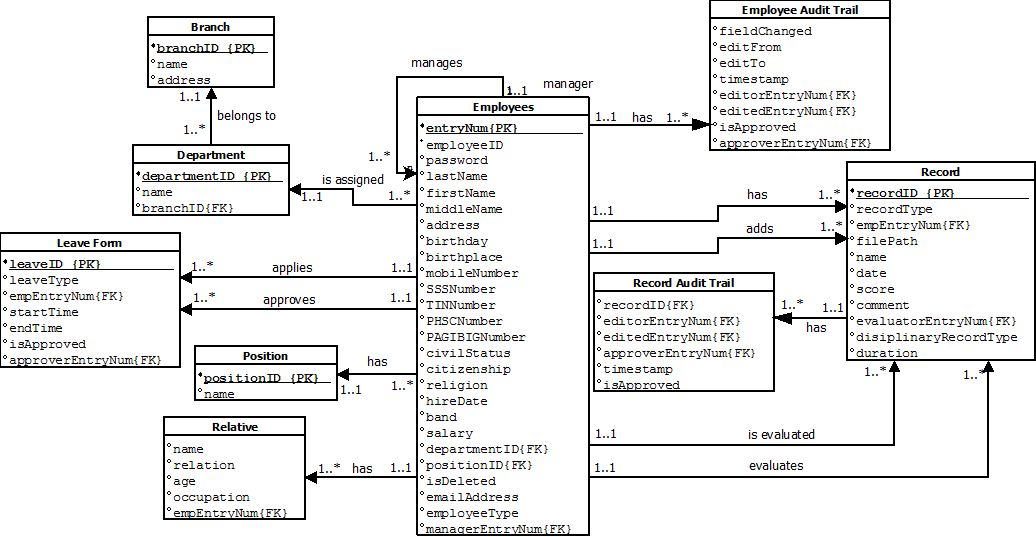 Branch
branchID {PK}
name
address
1..1
belongs to
1..*
Department
departmentID {PK}
name
branchID{FK}
is assigned
1..1
1..*
manages
manager
1..1
1..*
Employees
entryNum{PK}
employeeID
password
lastName
firstName
middleName
address
birthday
birthplace
mobileNumber
SSSNumber
TINNumber
PHSCNumber
PAGIBIGNumber
civilStatus
citizenship
religion
hireDate
band
salary
departmentID{FK}
positionID{FK}
isDeleted
emailAddress
employeeType
managerEntryNum{FK}
Employee Audit Trail
fieldChanged
editFrom
editTo
timestamp
editorEntryNum{FK}
editedEntryNum{FK}
isApproved
approverEntryNum{FK}
1..1
has
1..*
Record
recordID {PK}
recordType
empEntryNum{FK}
filePath
name
date
score
comment
evaluatorEntryNum{FK}
disiplinaryRecordType
duration
has
1..*
1..1
adds
1..*
1..1
Record Audit Trail
recordID{FK}
editorEntryNum{FK}
editedEntryNum{FK}
approverEntryNum{FK}
timestamp
isApproved
1..*
1..1
has
Leave Form
leaveID {PK}
leaveType
empEntryNum{FK}
startTime
endTime
isApproved
approverEntryNum{FK}
1..*
applies
1..1
1..*
approves
1..1
Position
positionID {PK}
name
has
1..1
1..*
Relative
name
relation
age
occupation
empEntryNum{FK}
1..*
has
1..1
1..*
1..*
1..1
is evaluated
1..1
evaluates